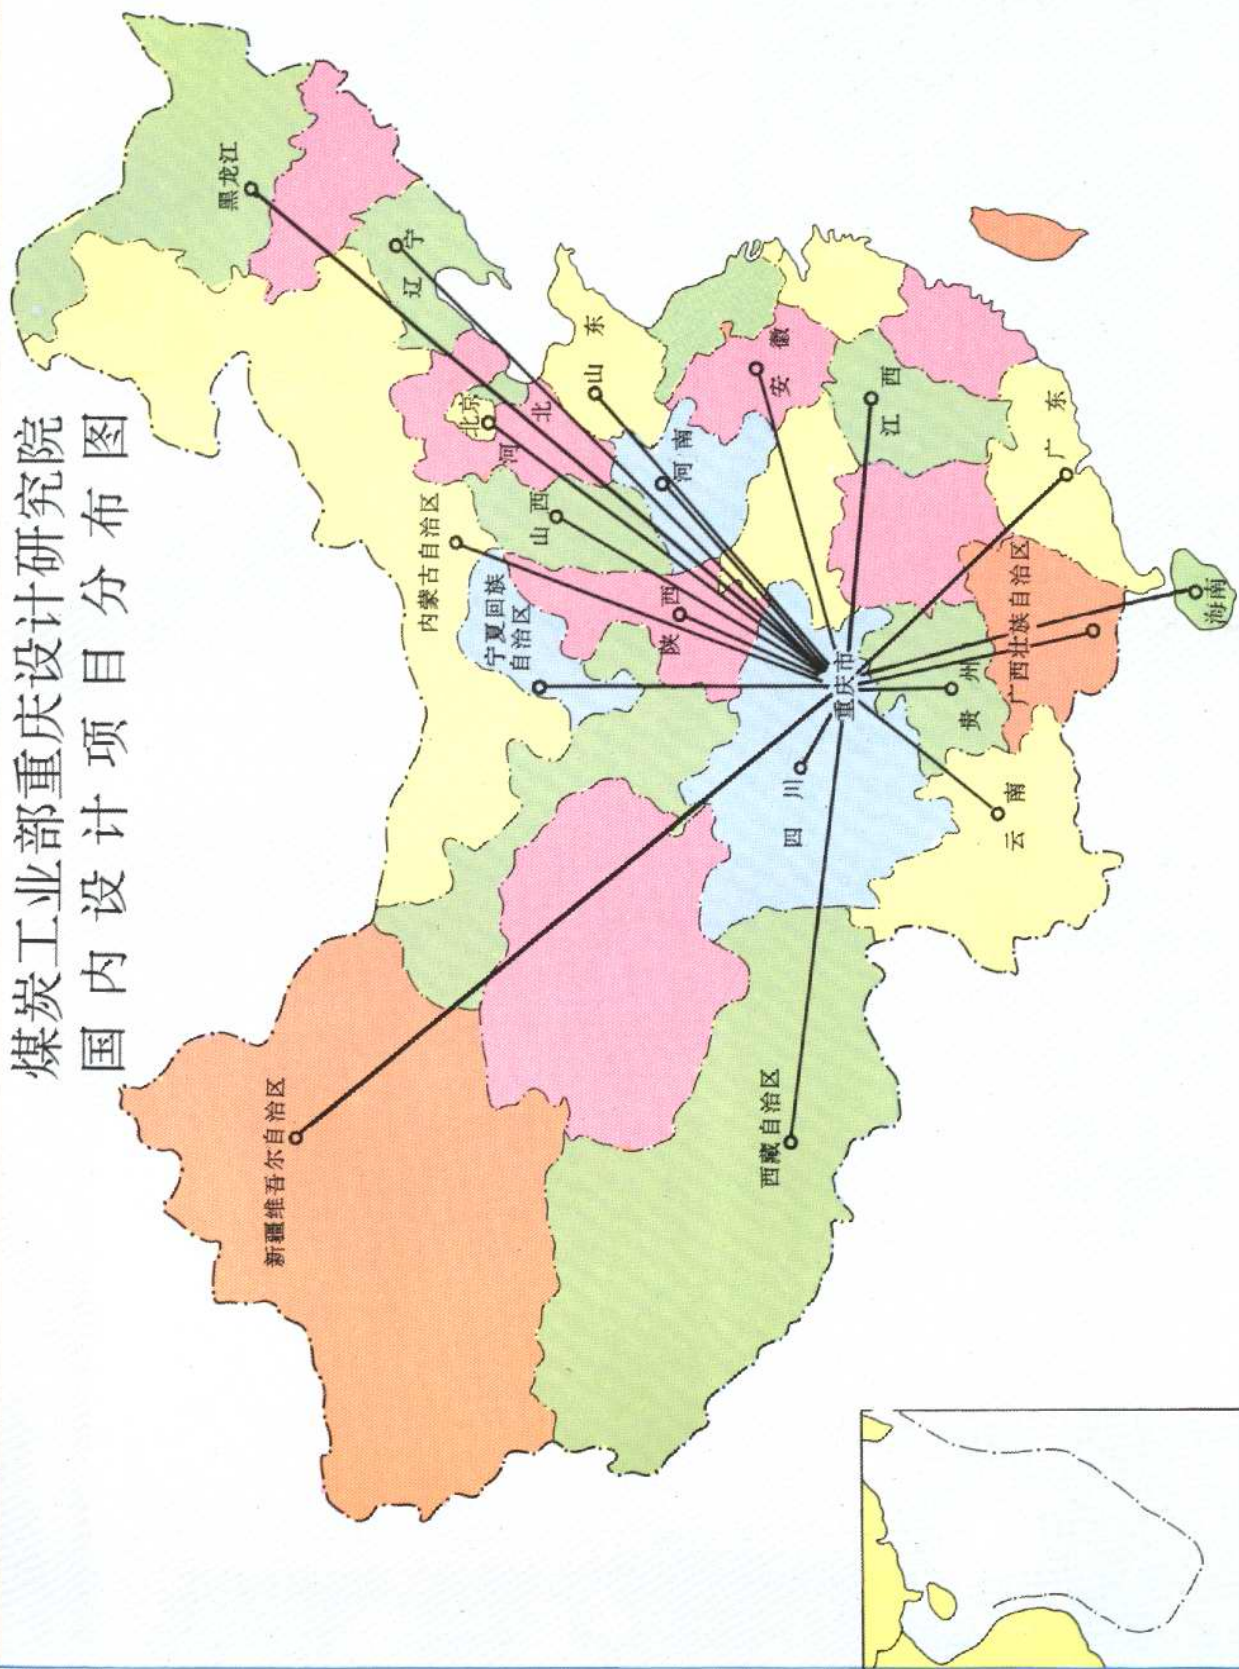 煤炭工业部重庆设计研究院
国内设计项目分布图
黑龙江
辽宁
北京
河北
山东
山西
内蒙古自治区
宁夏回族
自治区
陕西
河南
安徽
江西
广东
海南
广西壮族自治区
贵州
云南
四川
重庆市
西藏自治区
新疆维吾尔自治区